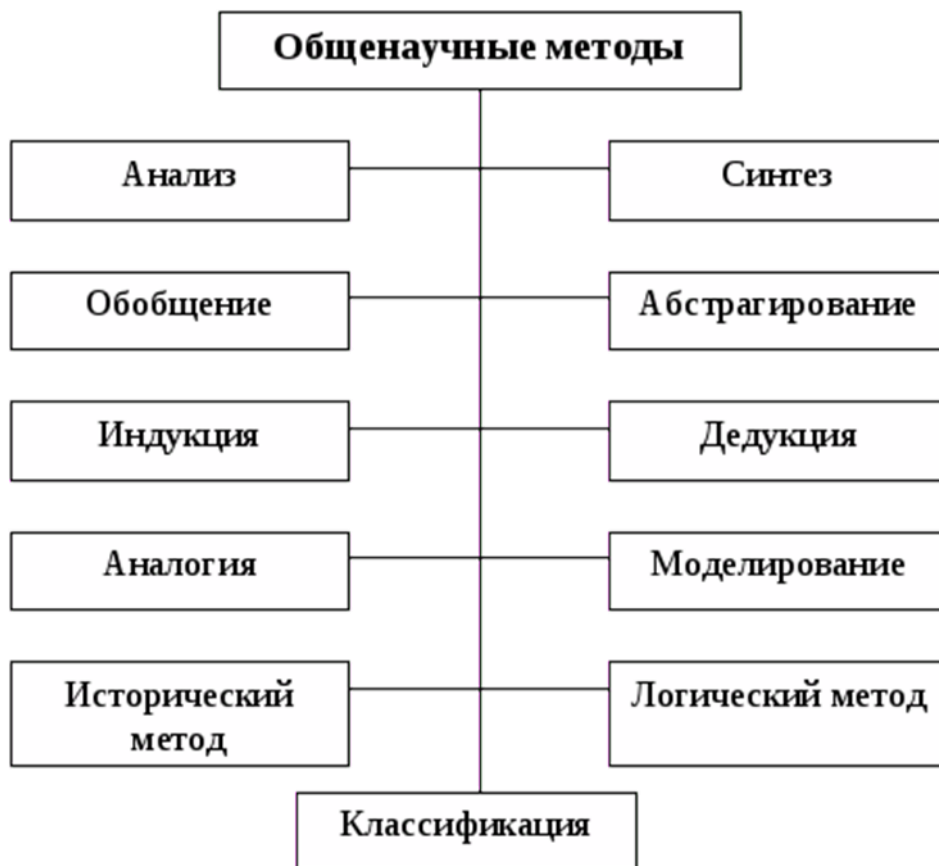 Общенаучные методы
Анализ
Синтез
Обобщение
Абстрагирование
Индукция
Дедукция
Аналогия
Моделирование
Исторический
метод
Логический метод
Классификация